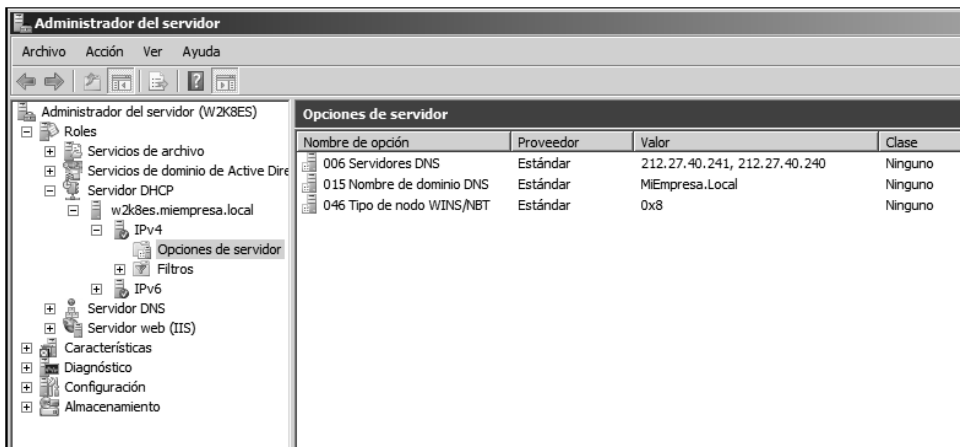 Administrador del servidor
Archivo Acción Ver Ayuda
Administrador del servidor (W2K8ES)
Roles
Servicios de archivo
Servicios de dominio de Active Dire
Servidor DHCP
w2k8es.miempresa.local
IPv4
Opciones de servidor
Filtros
IPv6
Servidor DNS
Servidor web (IIS)
Características
Diagnóstico
Configuración
Almacenamiento
Opciones de servidor
Nombre de opción Proveedor Valor Clase
006 Servidores DNS Estándar 212.27.40.241, 212.27.40.240 Ninguno
015 Nombre de dominio DNS Estándar MiEmpresa.Local Ninguno
046 Tipo de nodo WINS/NBT Estándar 0x8 Ninguno